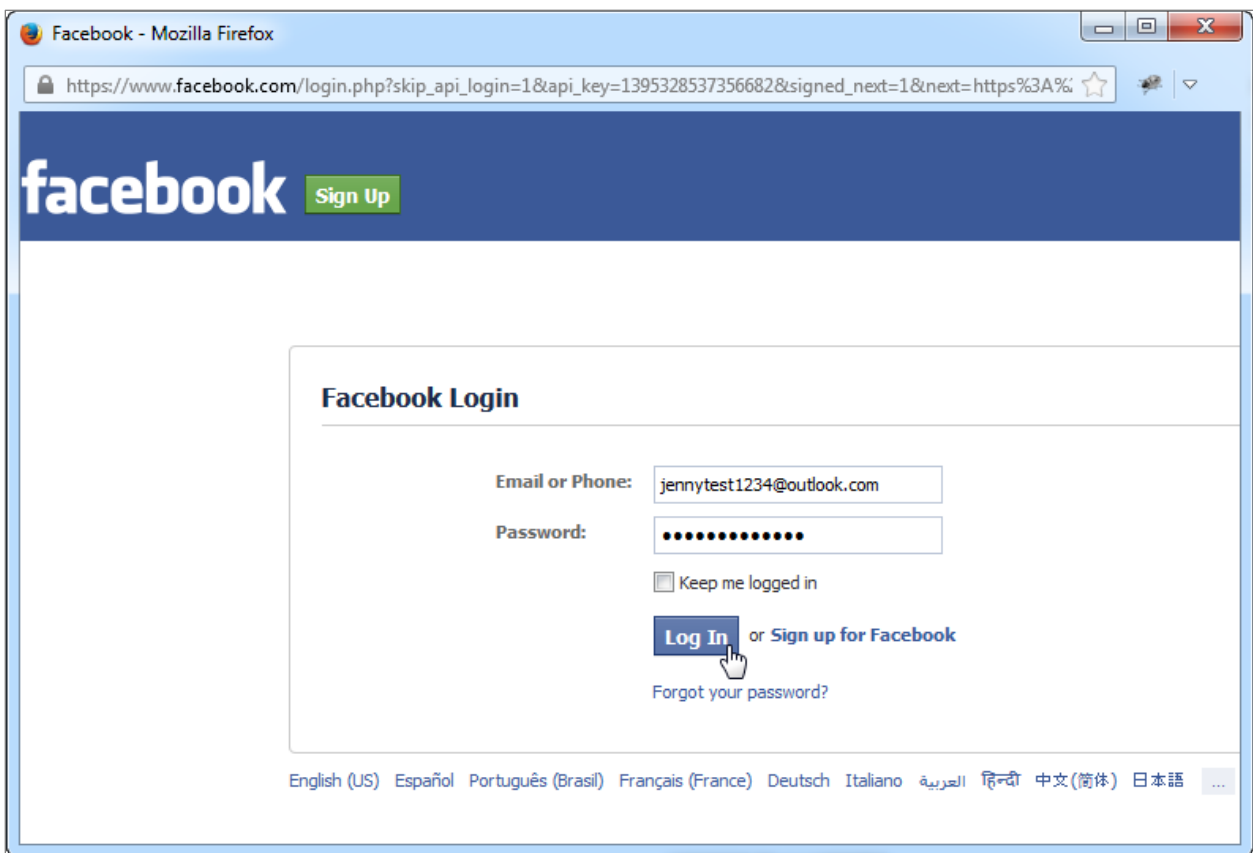 Facebook - Mozilla Firefox
https://www.facebook.com/login.php?skip_api_login=1&api_key=1395328537356682&signed_next=1&next=https%3A%2
facebook Sign Up
Facebook Login
Email or Phone: jennytest1234@outlook.com
Password: •••••••••••••
Keep me logged in
Log In or Sign up for Facebook
Forgot your password?
English (US) Español Português (Brasil) Français (France) Deutsch Italiano العربية हिन्दी 中文(简体) 日本語 ...